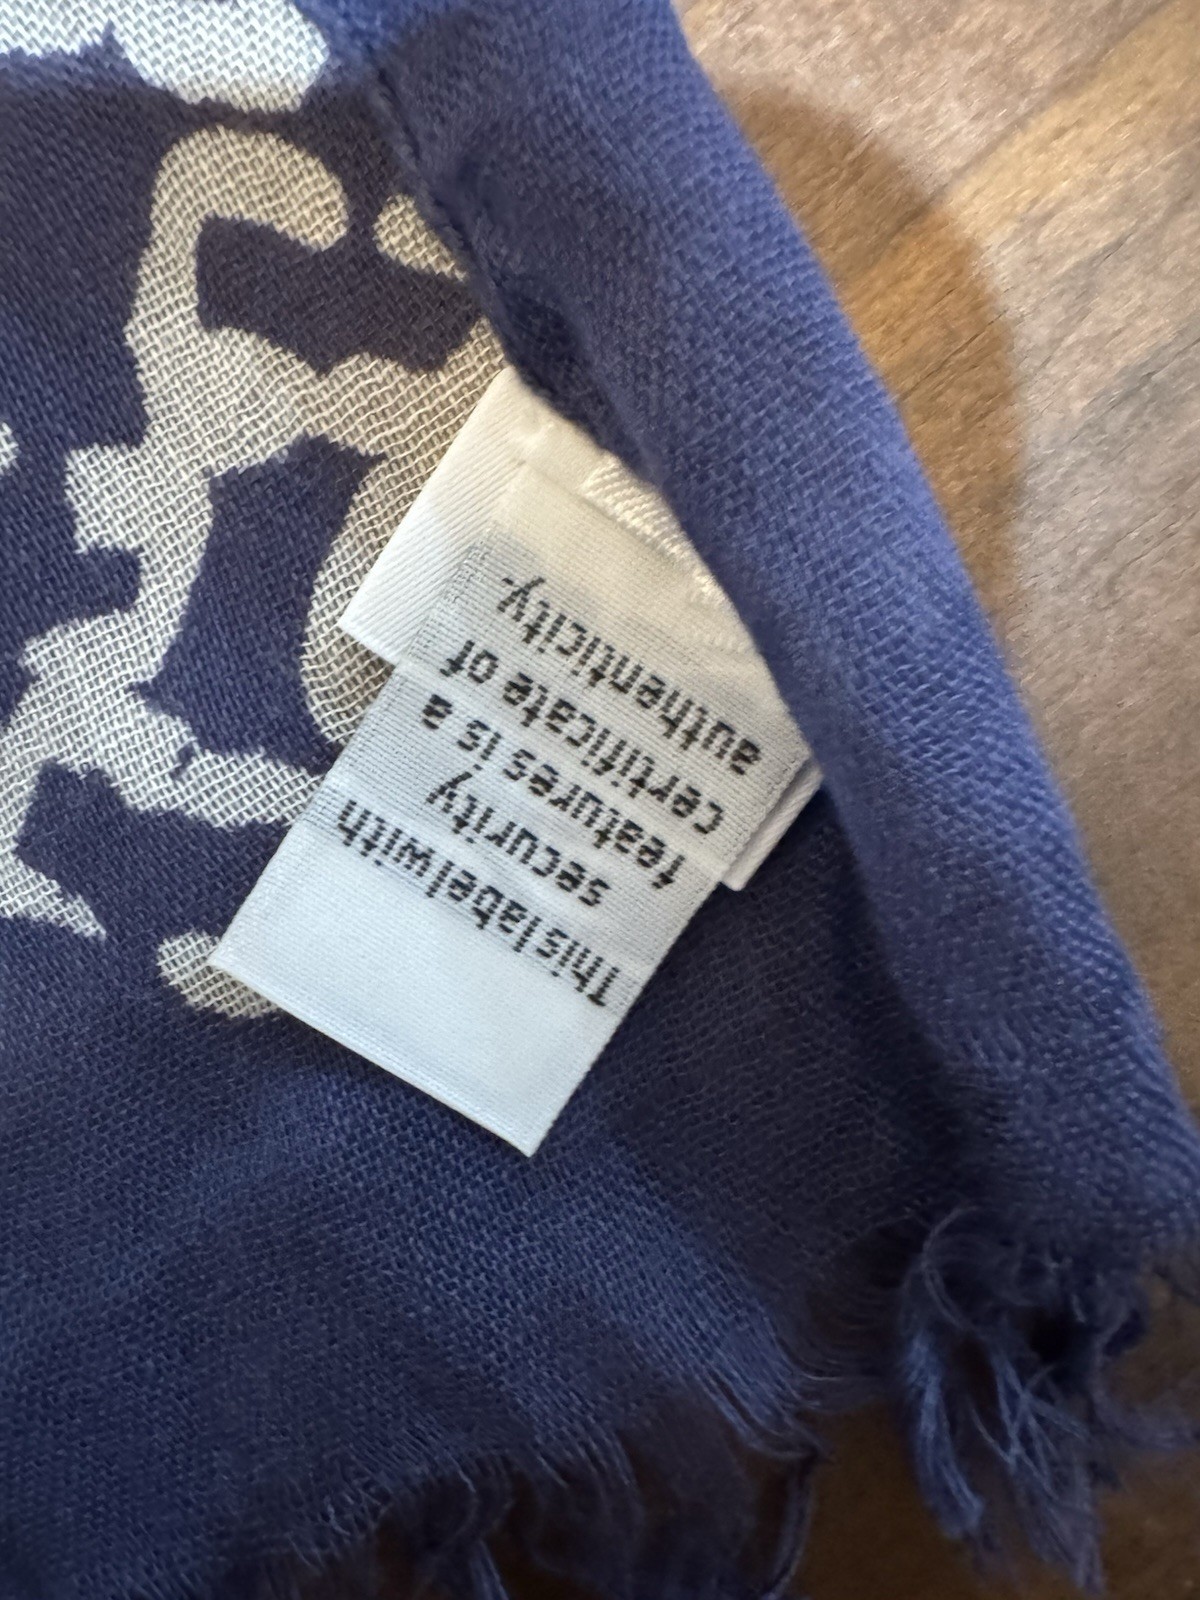 This label with
security
features is a
certificate of
authenticity.